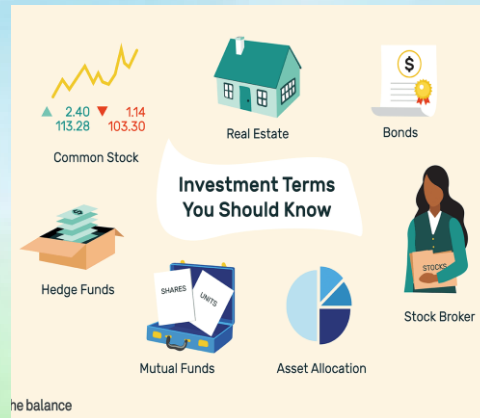 ▲ 2.40 ▼ 1.14
113.28 103.30
Common Stock
Real Estate
$
Bonds
Investment Terms
You Should Know
$
Hedge Funds
SHARES
UNITS
Mutual Funds
Asset Allocation
STOCKS
Stock Broker
he balance